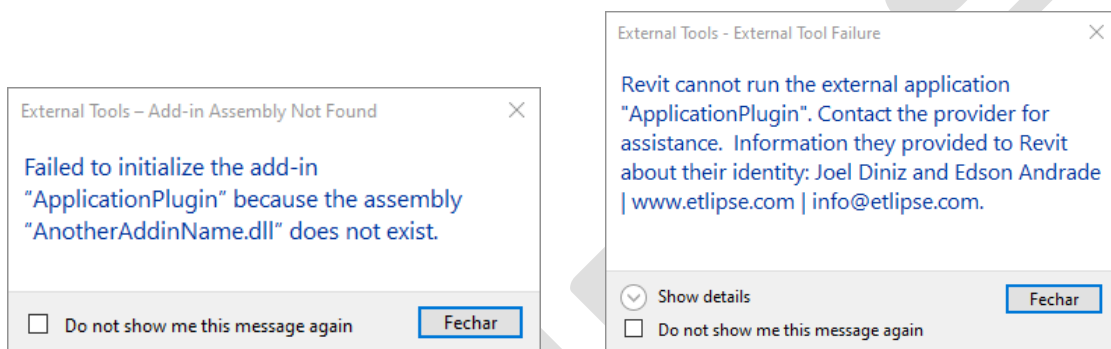 External Tools – Add-in Assembly Not Found
Failed to initialize the add-in
“ApplicationPlugin” because the assembly
“AnotherAddinName.dll” does not exist.
Do not show me this message again
Fechar
External Tools - External Tool Failure
Revit cannot run the external application
"ApplicationPlugin". Contact the provider for
assistance.  Information they provided to Revit
about their identity: Joel Diniz and Edson Andrade
| www.etlipse.com | info@etlipse.com.
Show details
Fechar
Do not show me this message again